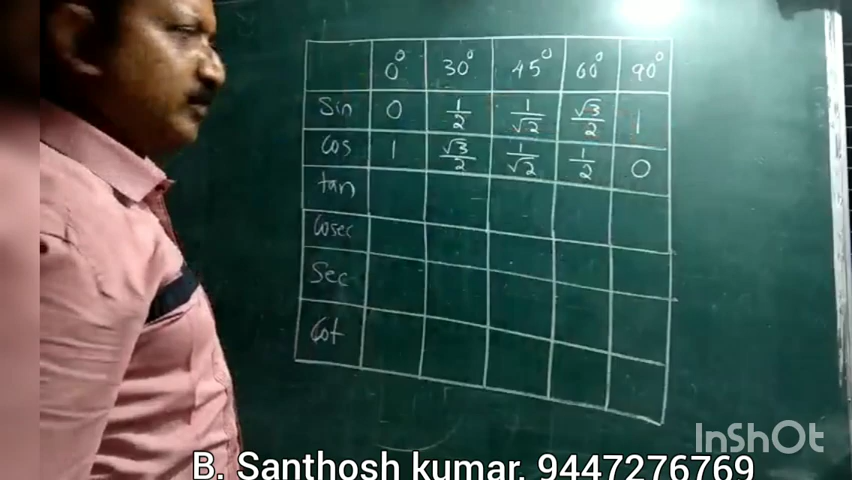 0° 30° 45° 60° 90°
Sin 0 1/2 1/√2 √3/2 1
Cos 1 √3/2 1/√2 1/2 0
tan
Cosec
Sec
Cot
InShOt
B. Santhosh kumar. 9447276769